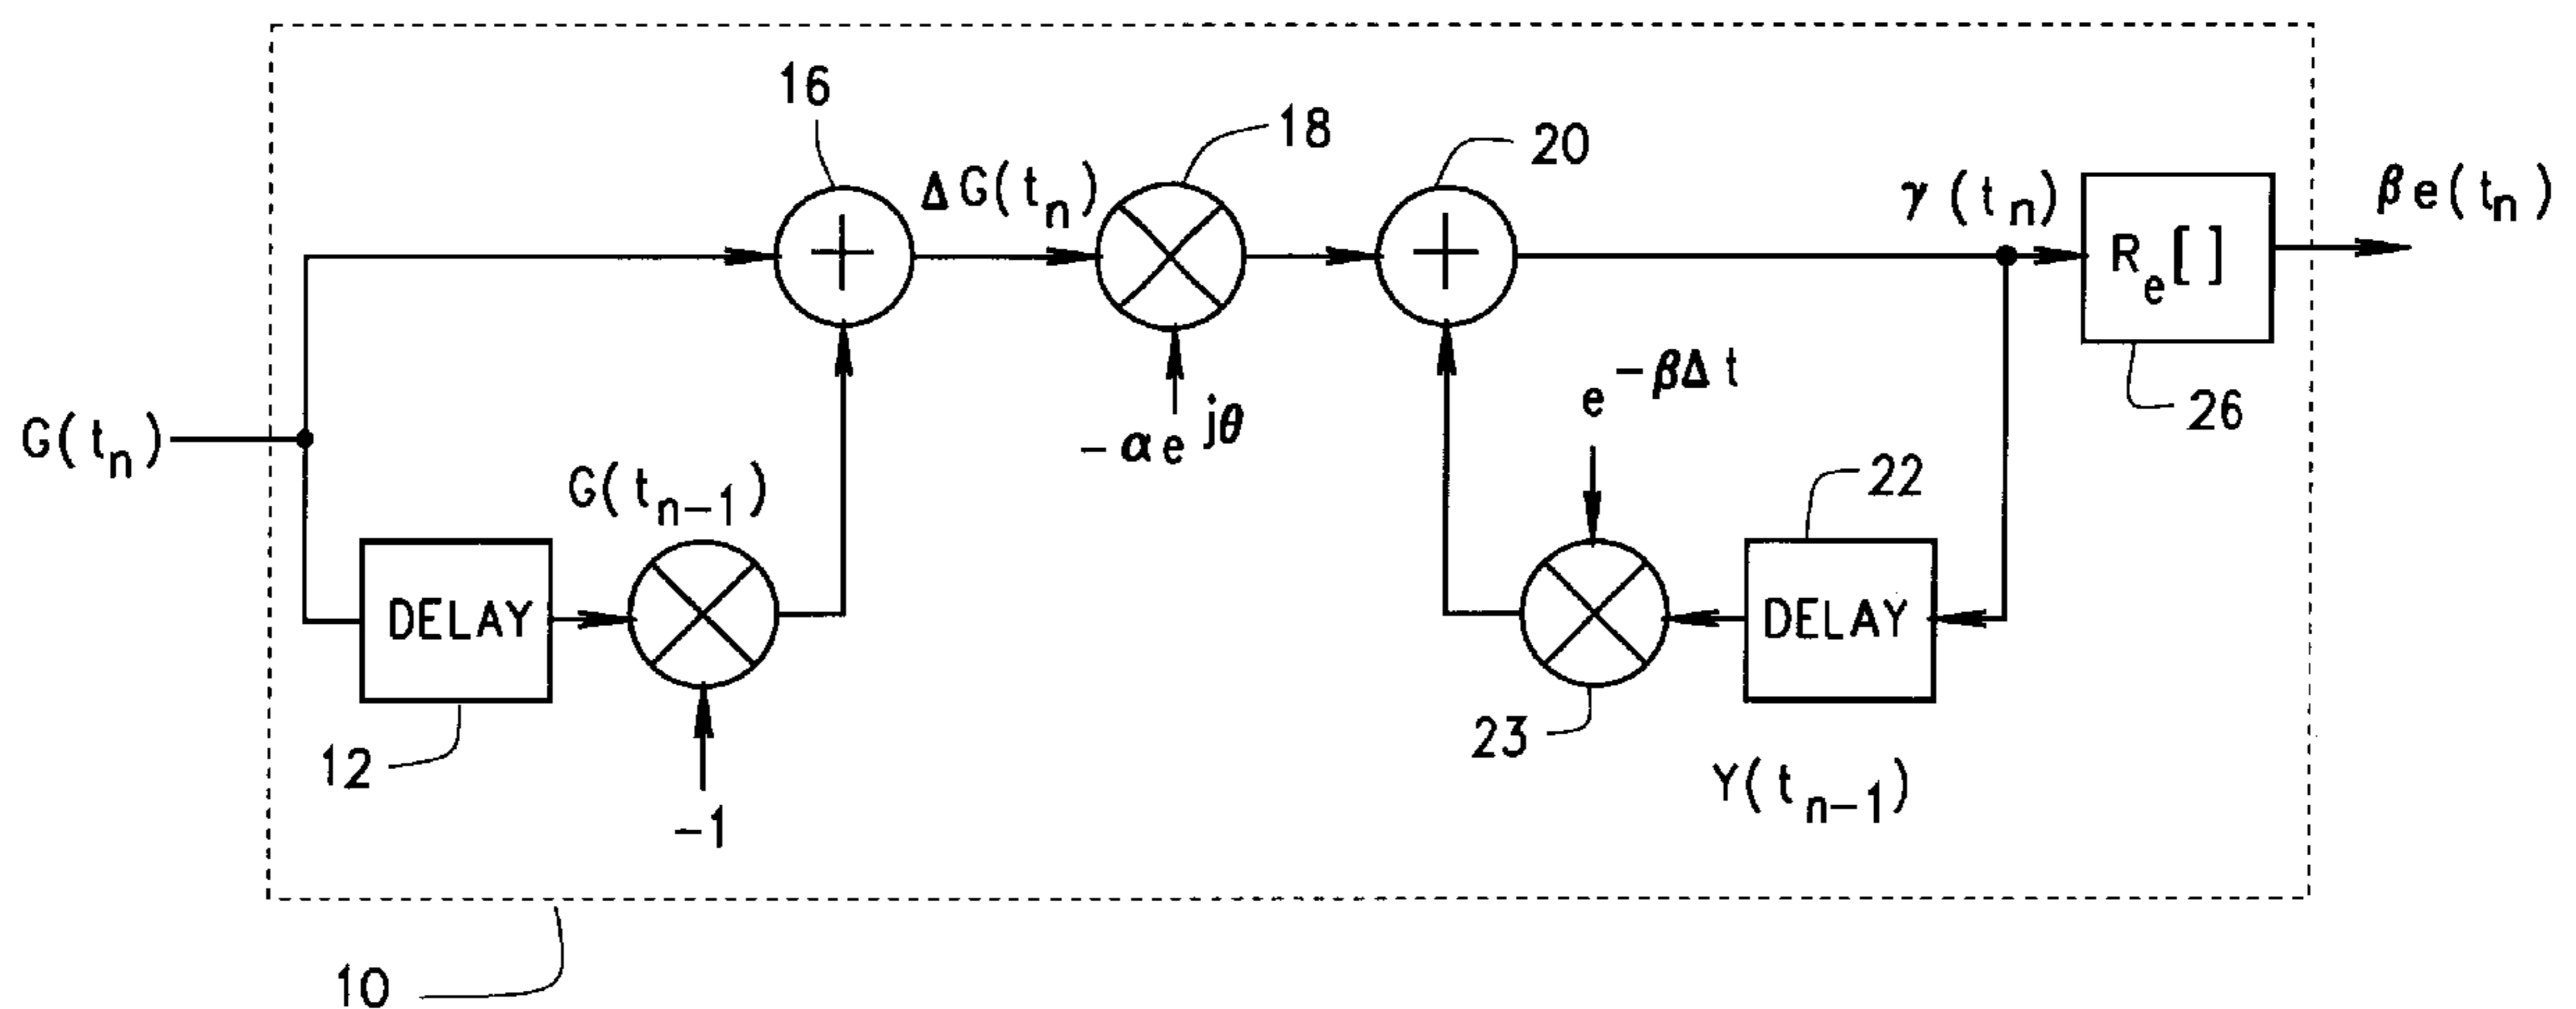 16
18
20
ΔG(tn)
γ(tn)
Re[ ]
βe(tn)
26
-αe^jθ
e^-βΔt
G(tn)
G(tn-1)
22
DELAY
DELAY
12
-1
23
Y(tn-1)
10